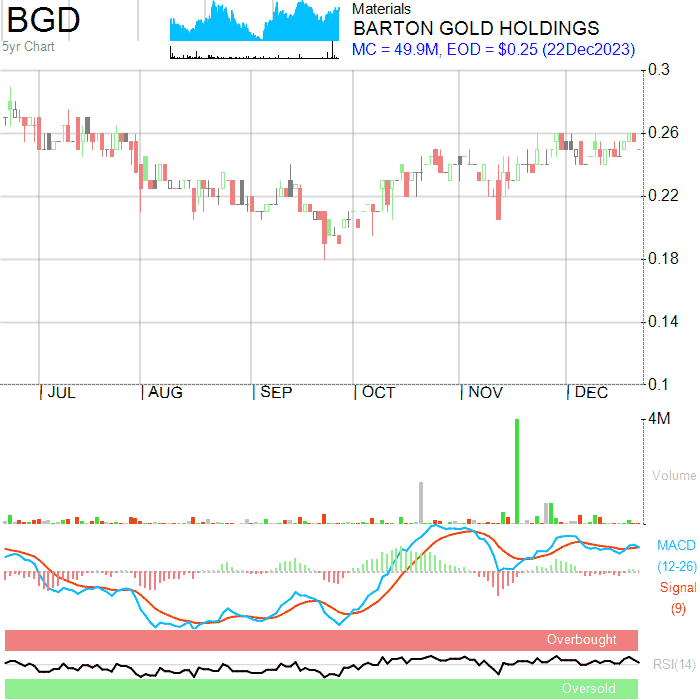 BGD
5yr Chart
Materials
BARTON GOLD HOLDINGS
MC = 49.9M, EOD = $0.25 (22Dec2023)
0.3
0.26
0.22
0.18
0.14
0.1
JUL AUG SEP OCT NOV DEC
4M
Volume
MACD
(12-26)
Signal
(9)
Overbought
RSI(14)
Oversold